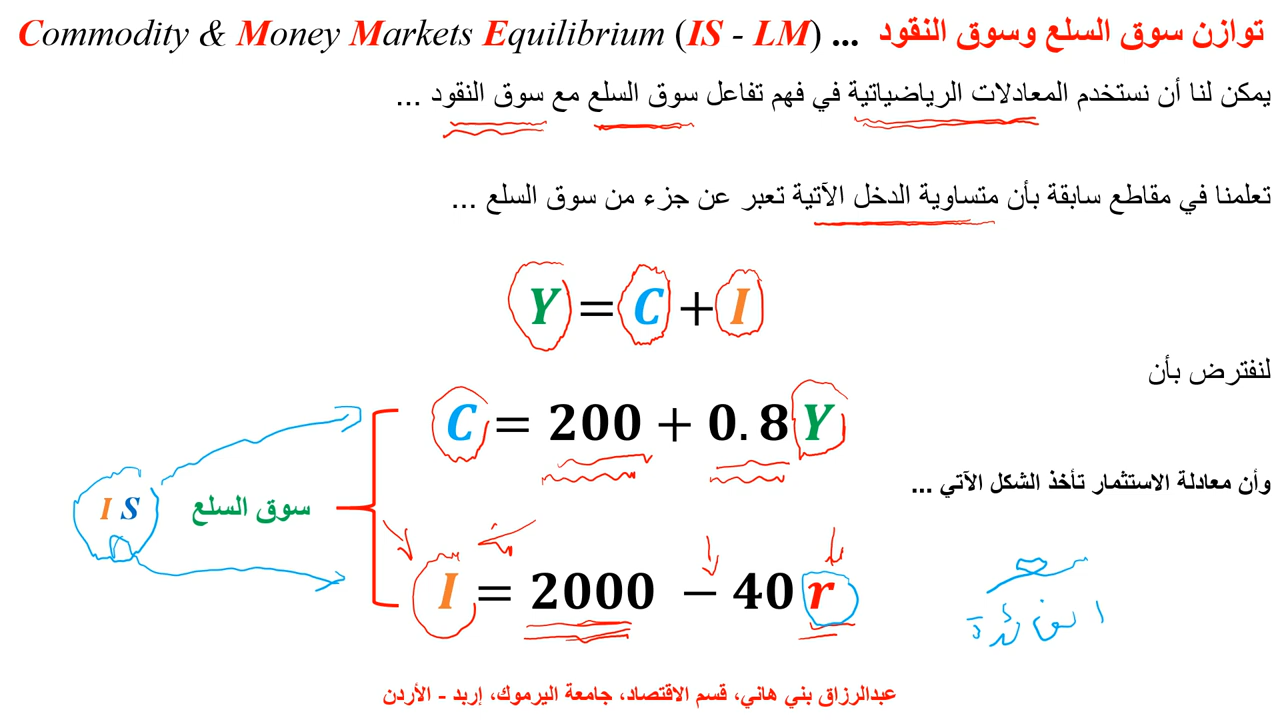 Commodity & Money Markets Equilibrium (IS - LM) ... توازن سوق السلع وسوق النقود
يمكن لنا أن نستخدم المعادلات الرياضياتية في فهم تفاعل سوق السلع مع سوق النقود ...
تعلمنا في مقاطع سابقة بأن متساوية الدخل الآتية تعبر عن جزء من سوق السلع ...
Y = C + I
لنفترض بأن
C = 200 + 0.8Y
وأن معادلة الاستثمار تأخذ الشكل الآتي ...
I S سوق السلع
I = 2000 - 40 r
الفائدة
عبدالرزاق بني هاني، قسم الاقتصاد، جامعة اليرموك، إربد - الأردن